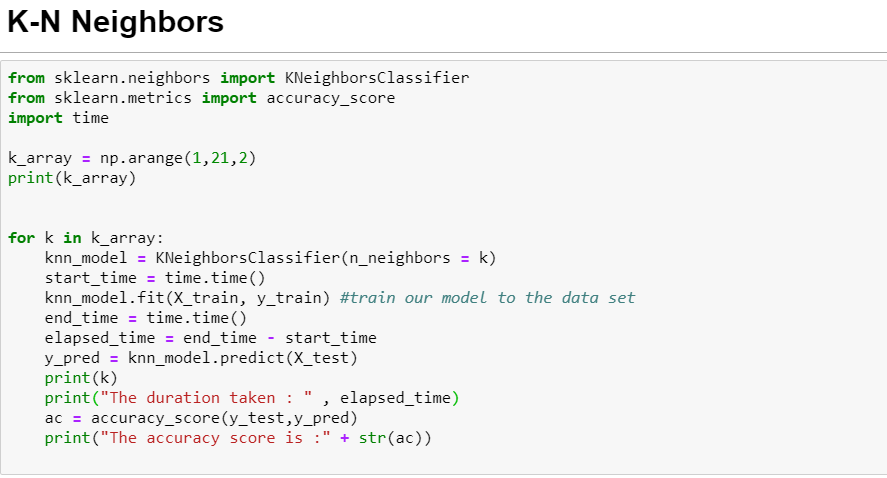 K-N Neighbors
from sklearn.neighbors import KNeighborsClassifier
from sklearn.metrics import accuracy_score
import time
k_array = np.arange(1,21,2)
print(k_array)
for k in k_array:
    knn_model = KNeighborsClassifier(n_neighbors = k)
    start_time = time.time()
    knn_model.fit(X_train, y_train) #train our model to the data set
    end_time = time.time()
    elapsed_time = end_time - start_time
    y_pred = knn_model.predict(X_test)
    print(k)
    print("The duration taken : " , elapsed_time)
    ac = accuracy_score(y_test,y_pred)
    print("The accuracy score is :" + str(ac))